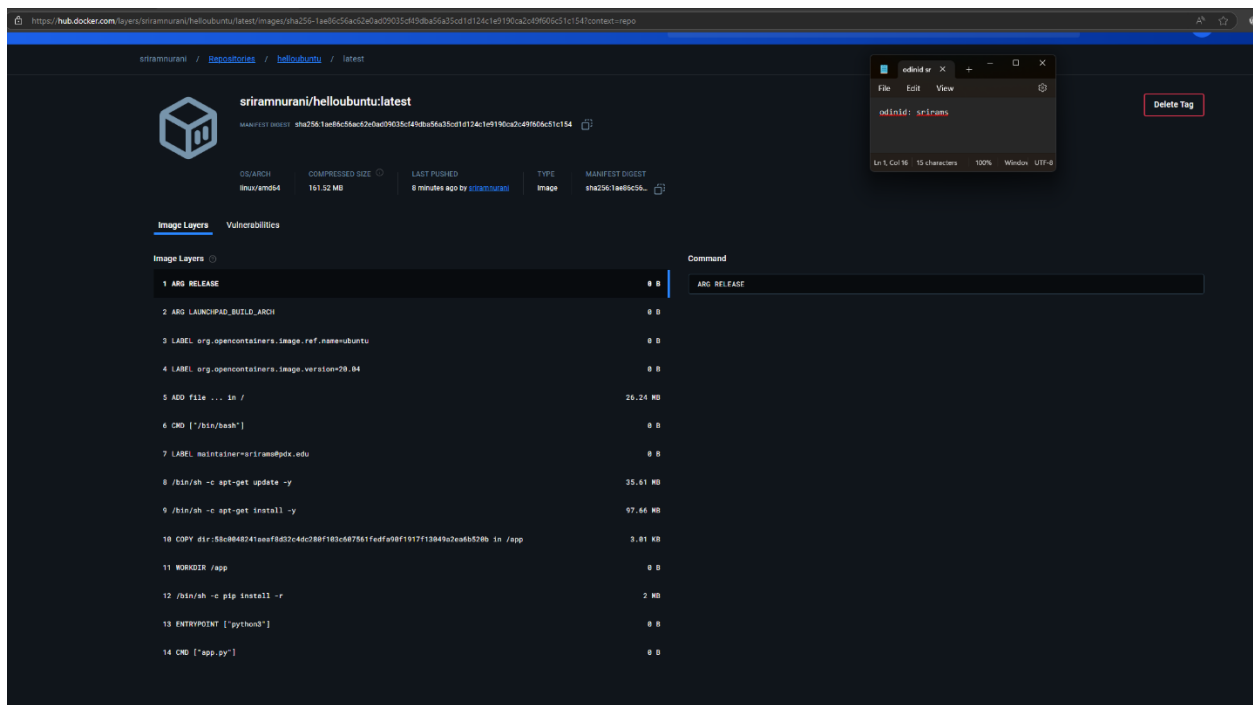 https://hub.docker.com/layers/sriramnurani/helloubuntu/latest/images/sha256-1ae86c56ac62e0ad09035cf49dba56a35cd1d124c1e9190ca2c49f606c51c154?context=repo
sriramnurani / Repositories / helloubuntu / latest
odinid sr
File Edit View
odinid: srirams
Ln 1, Col 16 15 characters 100% Window UTF-8
sriramnurani/helloubuntu:latest
Delete Tag
MANIFEST DIGEST sha256:1ae86c56ac62e0ad09035cf49dba56a35cd1d124c1e9190ca2c49f606c51c154
OS/ARCH COMPRESSED SIZE LAST PUSHED TYPE MANIFEST DIGEST
linux/amd64 161.52 MB 8 minutes ago by sriramnurani Image sha256:1ae86c56...
Image Layers Vulnerabilities
Image Layers Command
1 ARG RELEASE 0 B ARG RELEASE
2 ARG LAUNCHPAD_BUILD_ARCH 0 B
3 LABEL org.opencontainers.image.ref.name=ubuntu 0 B
4 LABEL org.opencontainers.image.version=20.04 0 B
5 ADD file ... in / 26.24 MB
6 CMD ["/bin/bash"] 0 B
7 LABEL maintainer=srirams@pdx.edu 0 B
8 /bin/sh -c apt-get update -y 35.61 MB
9 /bin/sh -c apt-get install -y 97.66 MB
10 COPY dir:58c0048241aeaf8d32c4dc280f103c607561fedfa90f1917f13049a2ea6b520b in /app 3.01 KB
11 WORKDIR /app 0 B
12 /bin/sh -c pip install -r 2 MB
13 ENTRYPOINT ["python3"] 0 B
14 CMD ["app.py"] 0 B